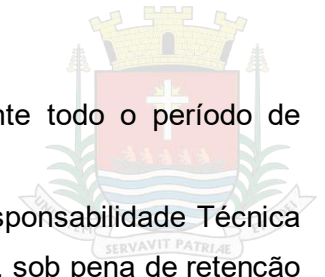 nte todo o período de
sponsabilidade Técnica
SERVAVIT PATRIAE
, sob pena de retenção